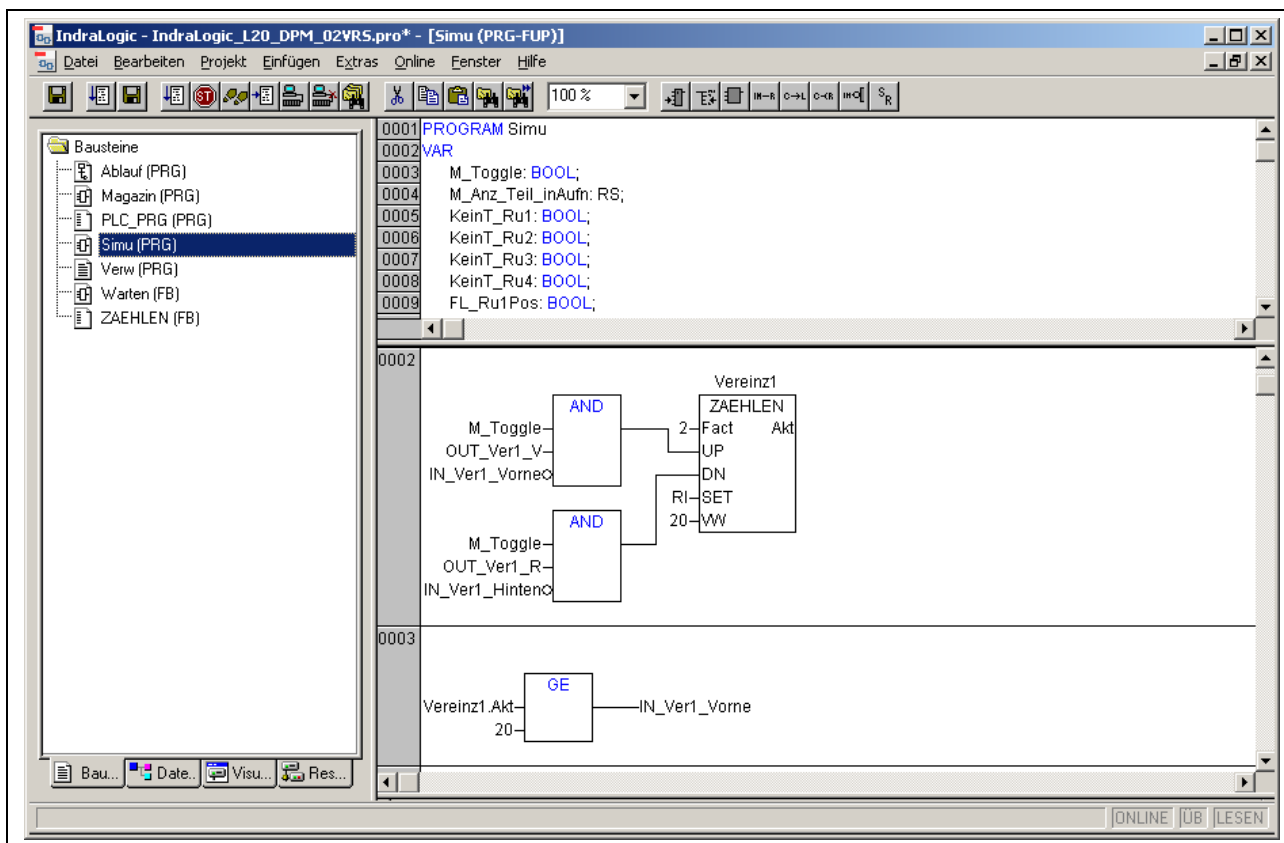 IndraLogic - IndraLogic_L20_DPM_02VRS.pro* - [Simu (PRG-FUP)]
Datei Bearbeiten Projekt Einfügen Extras Online Fenster Hilfe
100 %
Bausteine
Ablauf (PRG)
Magazin (PRG)
PLC_PRG (PRG)
Simu (PRG)
Verw (PRG)
Warten (FB)
ZAEHLEN (FB)
Bau... Date.. Visu... Res...
0001 PROGRAM Simu
0002 VAR
0003 M_Toggle: BOOL;
0004 M_Anz_Teil_inAufn: RS;
0005 KeinT_Ru1: BOOL;
0006 KeinT_Ru2: BOOL;
0007 KeinT_Ru3: BOOL;
0008 KeinT_Ru4: BOOL;
0009 FL_Ru1Pos: BOOL;
0002
Vereinz1
AND ZAEHLEN
M_Toggle 2 Fact Akt
OUT_Ver1_V UP
IN_Ver1_Vorne DN
RI SET
AND 20 VW
M_Toggle
OUT_Ver1_R
IN_Ver1_Hinten
0003
GE
Vereinz1.Akt IN_Ver1_Vorne
20
ONLINE ÜB LESEN